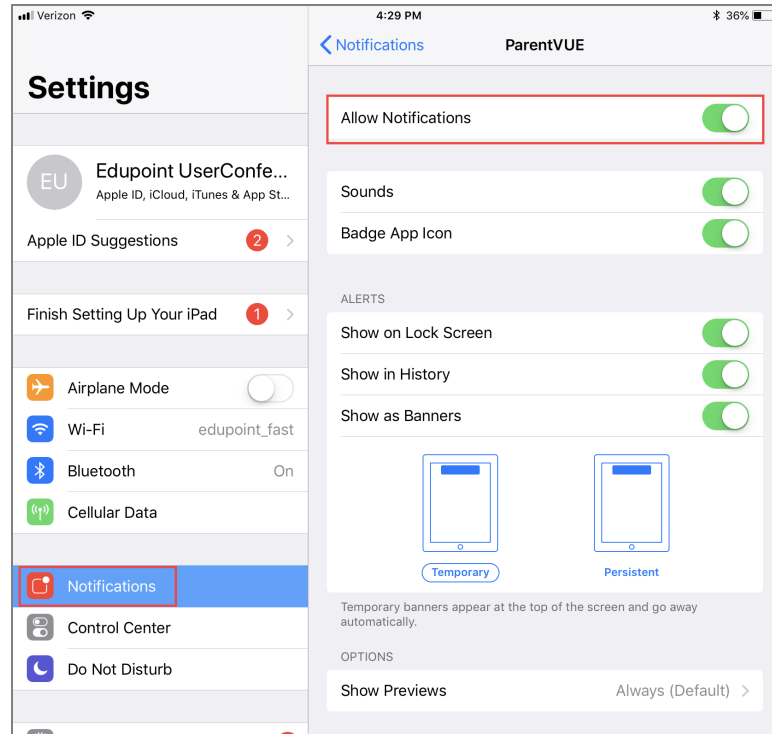 Verizon
4:29 PM
36%
Settings
EU
Edupoint UserConfe...
Apple ID, iCloud, iTunes & App St...
Apple ID Suggestions
2
Finish Setting Up Your iPad
1
Airplane Mode
Wi-Fi
edupoint_fast
Bluetooth
On
Cellular Data
Notifications
Control Center
Do Not Disturb
Notifications
ParentVUE
Allow Notifications
Sounds
Badge App Icon
ALERTS
Show on Lock Screen
Show in History
Show as Banners
Temporary
Persistent
Temporary banners appear at the top of the screen and go away
automatically.
OPTIONS
Show Previews
Always (Default)